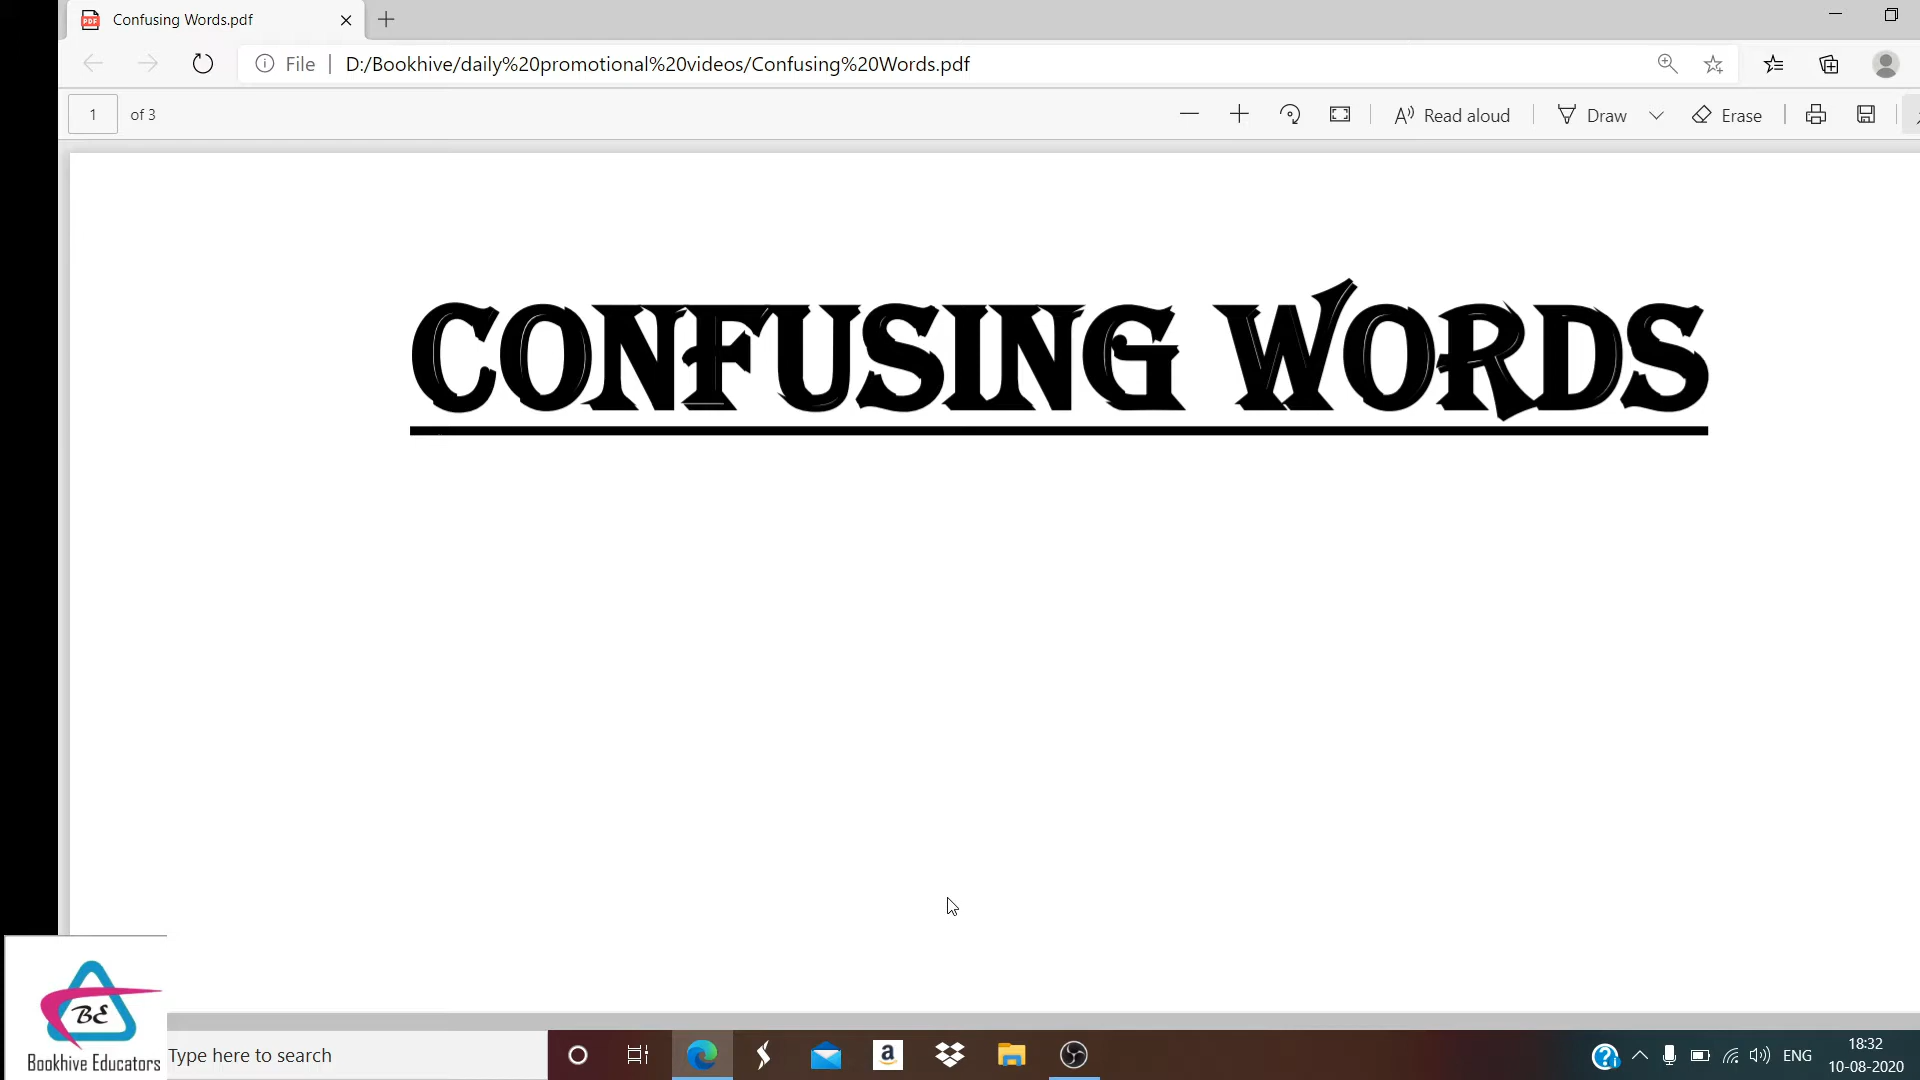 Confusing Words.pdf
File
D:/Bookhive/daily%20promotional%20videos/Confusing%20Words.pdf
1 of 3
Read aloud
Draw
Erase
CONFUSING WORDS
BE
Bookhive Educators
Type here to search
ENG
18:32
10-08-2020